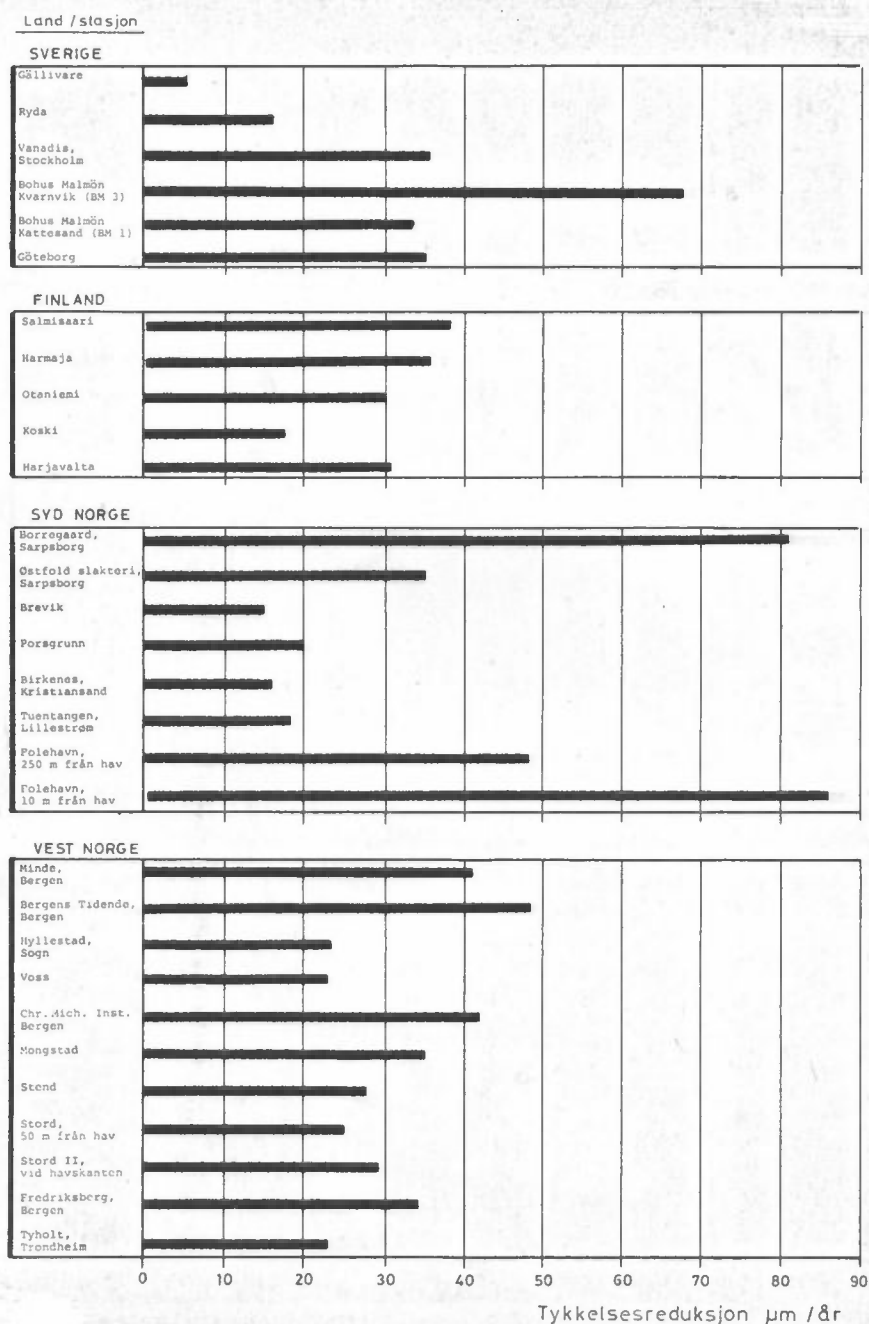 Land / stasjon
SVERIGE
Gällivare
Ryda
Vanadis,
Stockholm
Bohus Malmön
Kvarnvik (BM 3)
Bohus Malmön
Kattesand (BM 1)
Göteborg
FINLAND
Salmisaari
Harmaja
Otaniemi
Koski
Harjavalta
SYD NORGE
Borregaard,
Sarpsborg
Østfold slakteri,
Sarpsborg
Brevik
Porsgrunn
Birkenes,
Kristiansand
Tuentangen,
Lillestrøm
Folehavn,
250 m från hav
Folehavn,
10 m från hav
VEST NORGE
Minde,
Bergen
Bergens Tidende,
Bergen
Hyllestad,
Sogn
Voss
Chr.Mich. Inst.
Bergen
Mongstad
Stend
Stord,
50 m från hav
Stord II,
vid havskanten
Fredriksberg,
Bergen
Tyholt,
Trondheim
0 10 20 30 40 50 60 70 80 90
Tykkelsesreduksjon µm /år